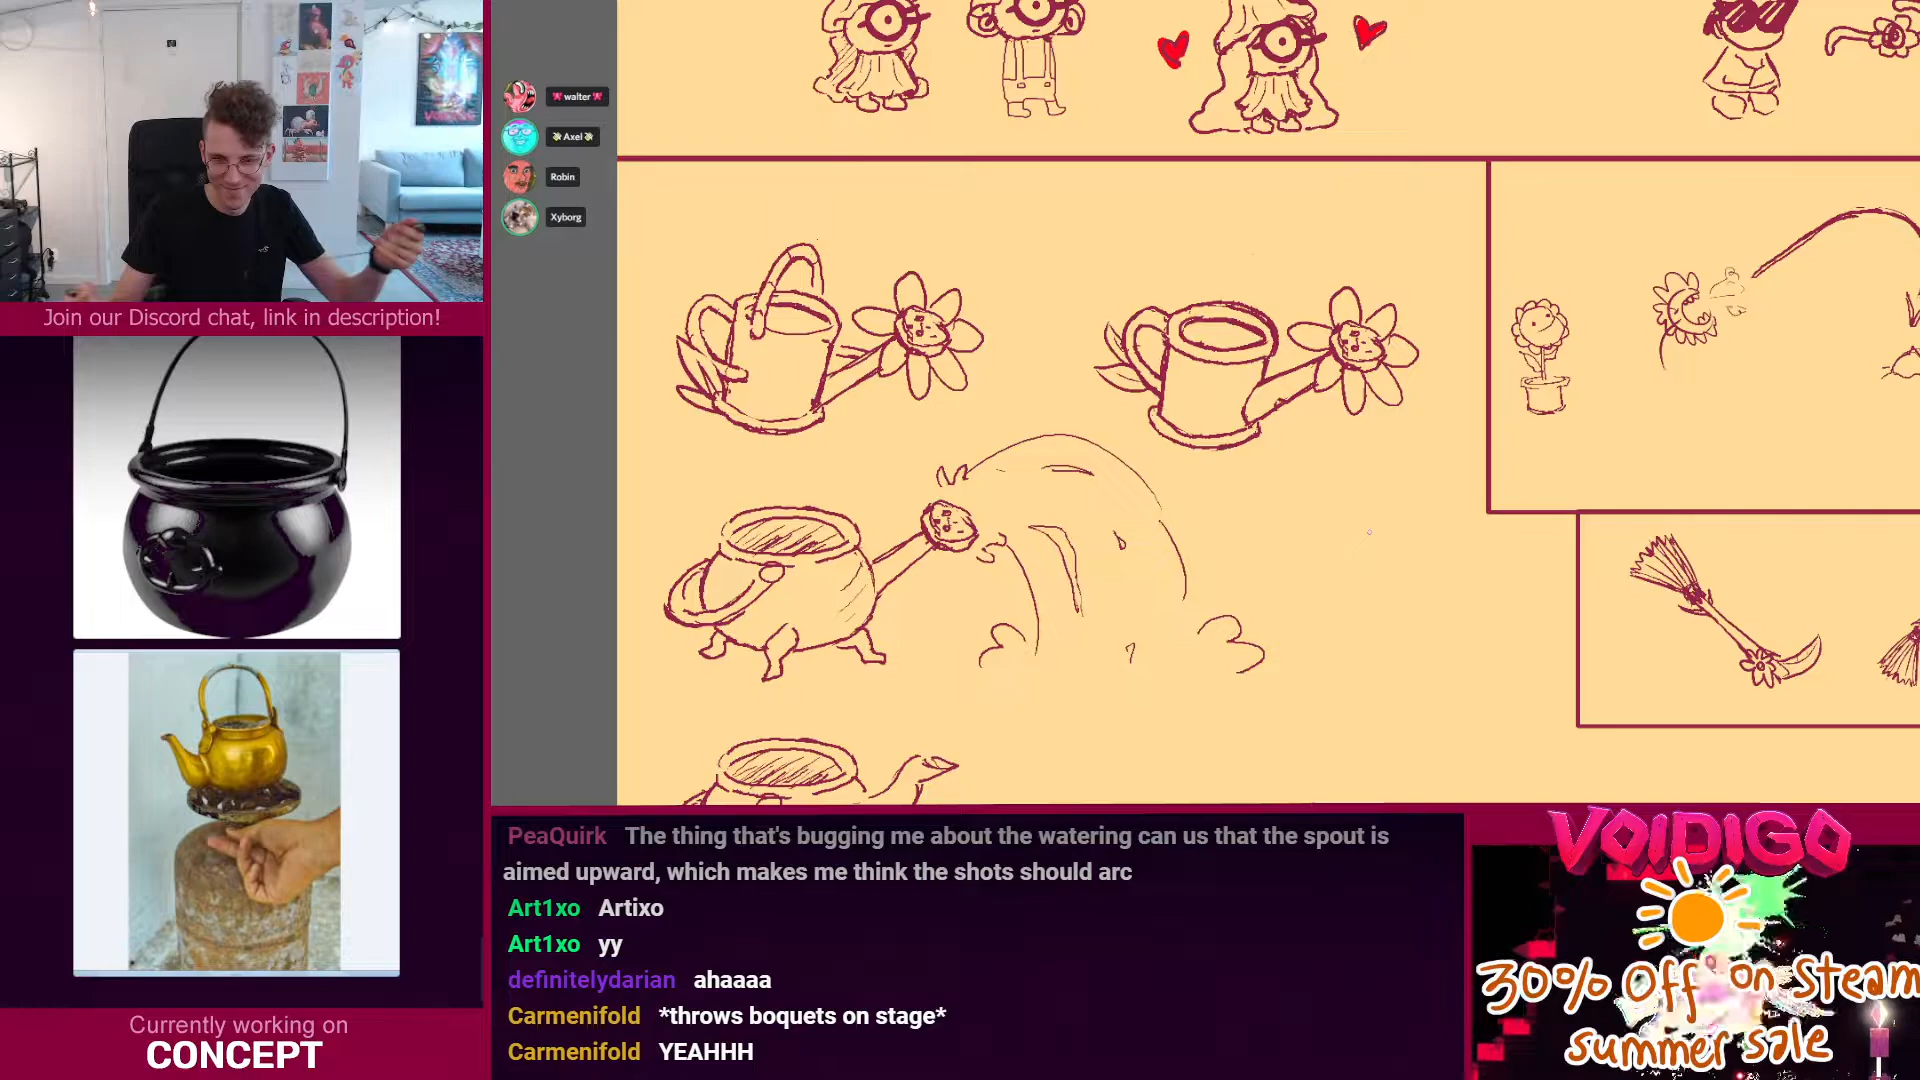 walter
Axel
Robin
Xyborg
Join our Discord chat, link in description!
Currently working on
CONCEPT
PeaQuirk The thing that's bugging me about the watering can us that the spout is
aimed upward, which makes me think the shots should arc
Art1xo Artixo
Art1xo yy
definitelydarian ahaaaa
Carmenifold *throws boquets on stage*
Carmenifold YEAHHH
VOIDIGO
30% Off on Steam
summer sale